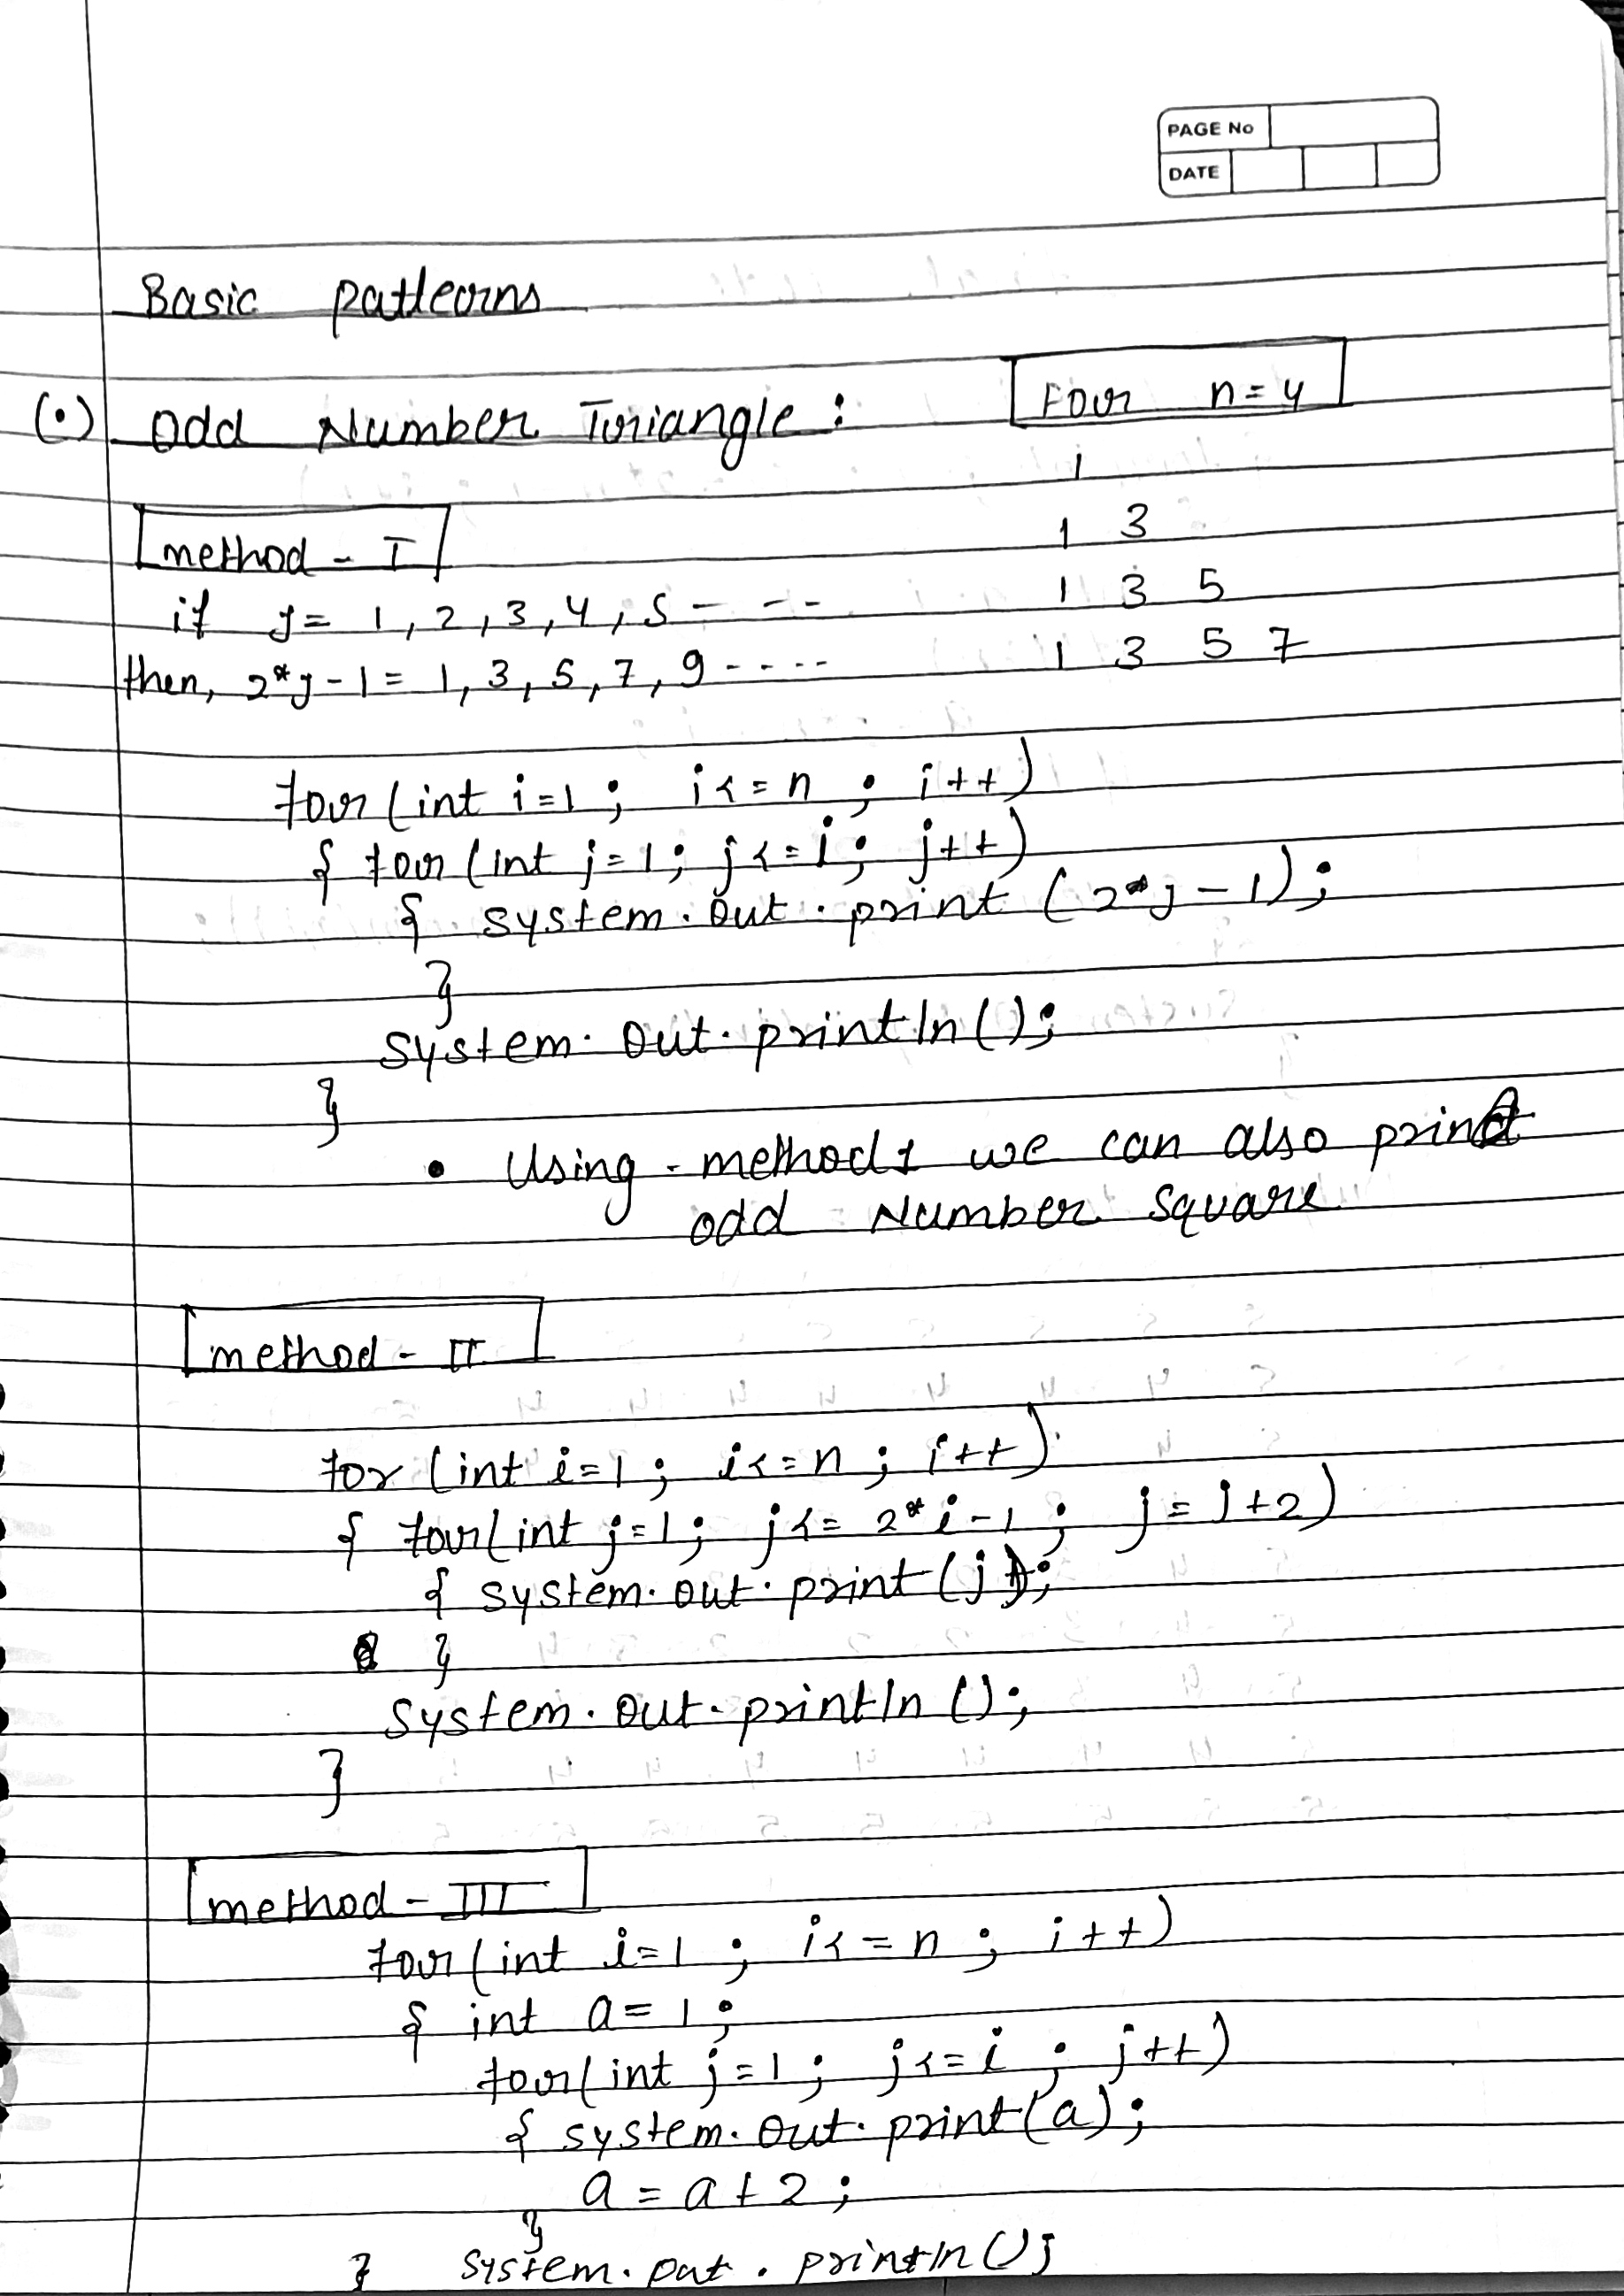 PAGE No
DATE
Basic patterns
(•) Odd Number Triangle :
For n=4
1
1 3
1 3 5
1 3 5 7
method - I
if j= 1, 2, 3, 4, 5 - - -
then, 2*j-1= 1, 3, 5, 7, 9 - - - -
for (int i=1 ; i<=n ; i++)
{ for (int j=1; j<=i; j++)
{ system.out.print (2*j-1);
}
system.out.println();
}
• Using - method 1 we can also print
odd Number square
method - II
for (int i=1 ; i<=n ; i++)
{ for(int j=1; j<= 2*i-1 ; j=j+2)
{ system.out.print(j);
}
system.out.println ();
}
method - III
for (int i=1 ; i<=n ; i++)
{ int a=1;
for(int j=1 ; j<=i ; j++)
{ system.out.print(a);
a = a+2 ;
}
} system.out.println();